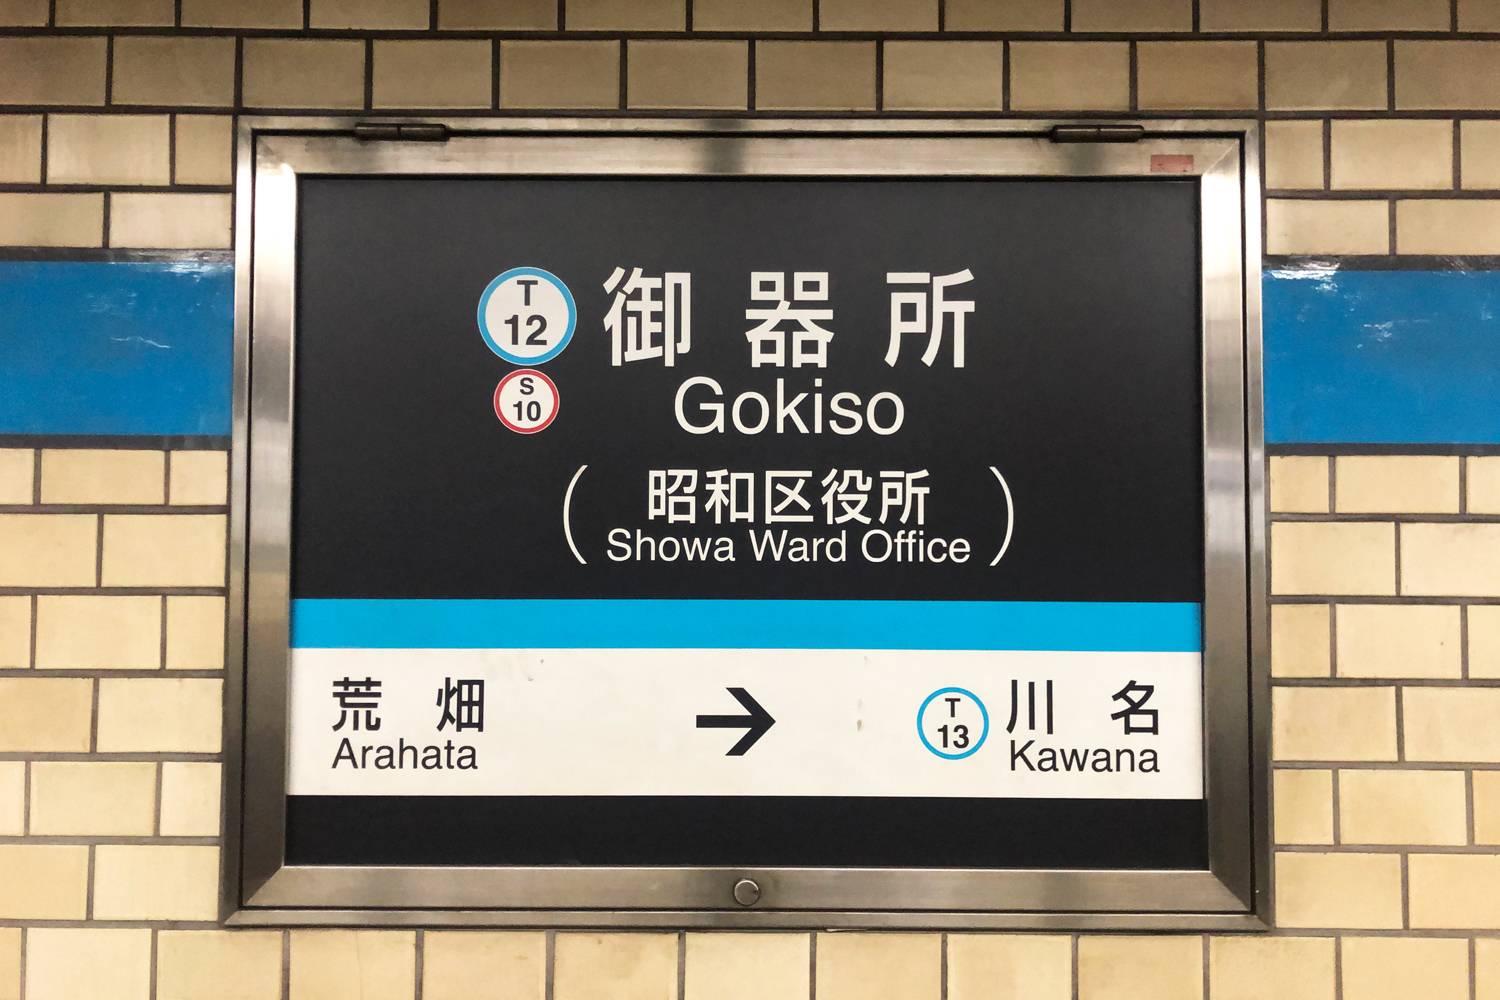 T
12
御器所
S
10
Gokiso
(昭和区役所
Showa Ward Office)
荒畑
Arahata
→
T
13
川名
Kawana